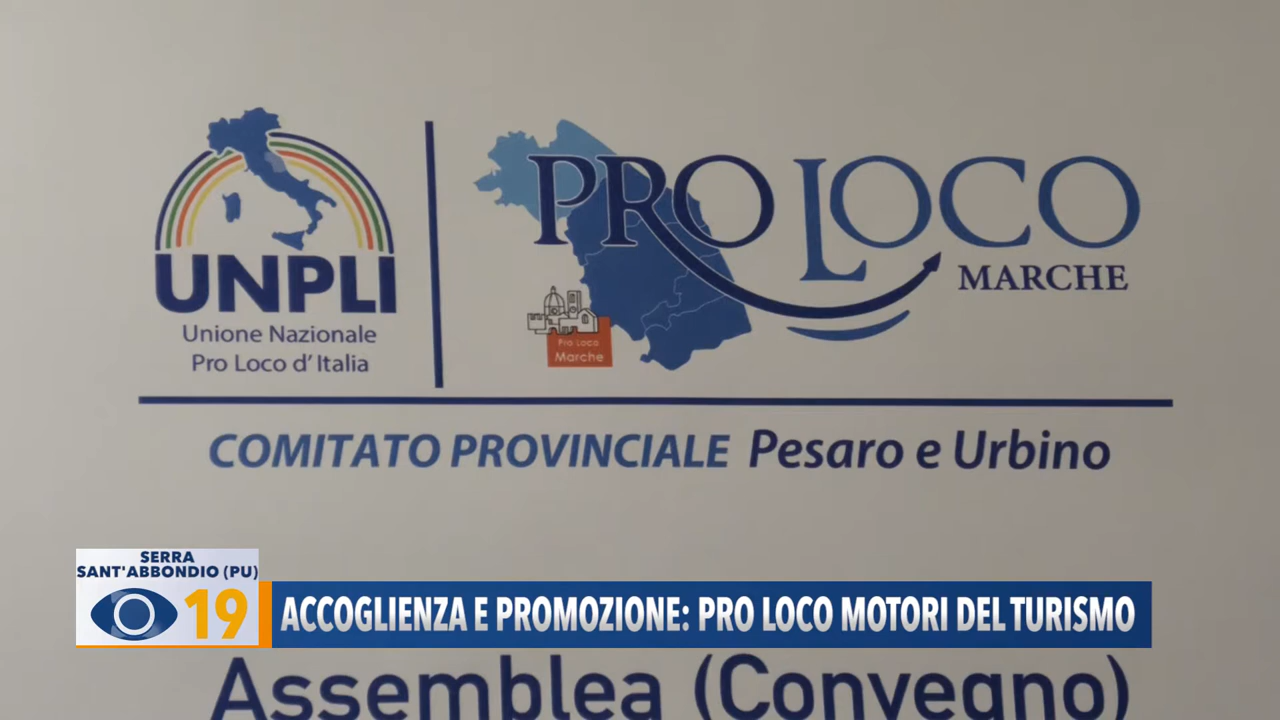 UNPLI
Unione Nazionale
Pro Loco d'Italia
PRO LOCO
MARCHE
Pro Loco
Marche
COMITATO PROVINCIALE Pesaro e Urbino
SERRA
SANT'ABBONDIO (PU)
19
ACCOGLIENZA E PROMOZIONE: PRO LOCO MOTORI DEL TURISMO
Assemblea (Convegno)